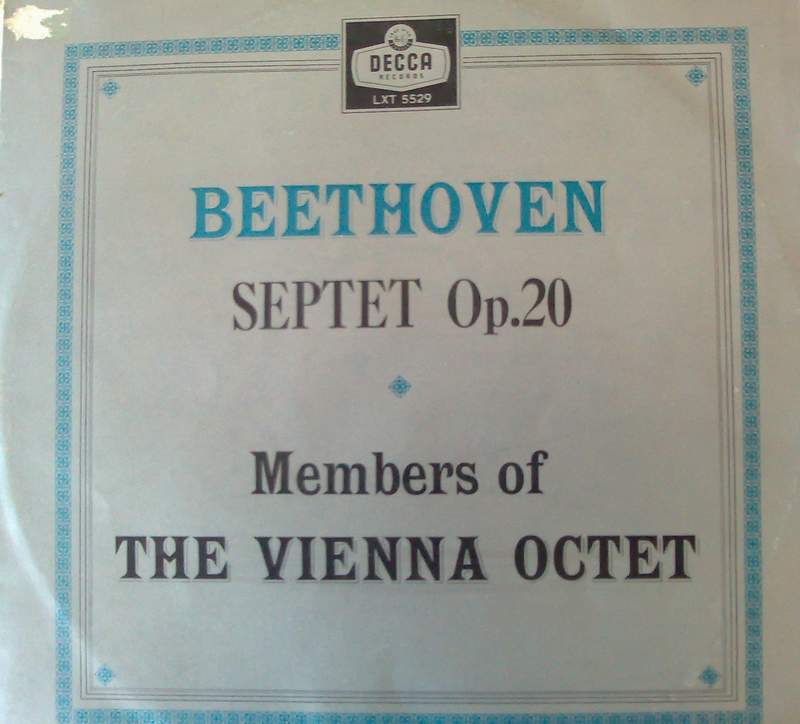 DECCA
RECORDS
LXT 5529
BEETHOVEN
SEPTET Op.20
Members of
THE VIENNA OCTET